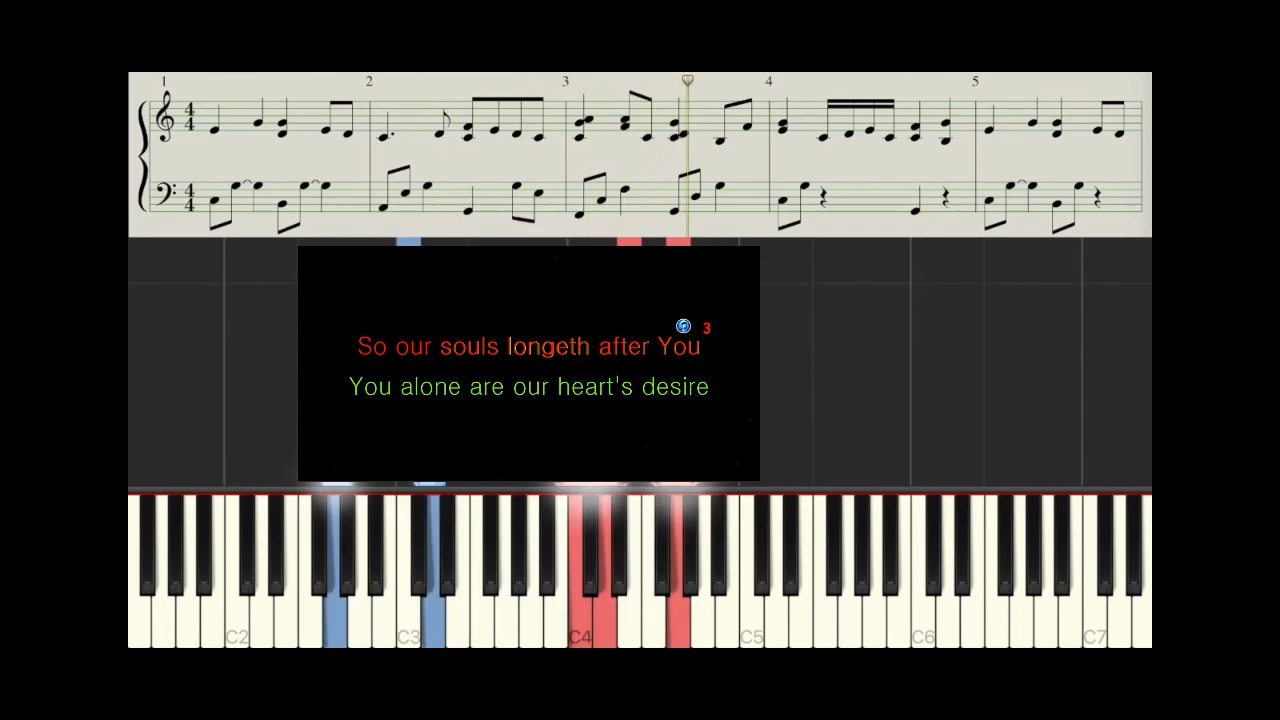 1 2 3 4 5
3
So our souls longeth after You
You alone are our heart's desire
C2 C3 C4 C5 C6 C7